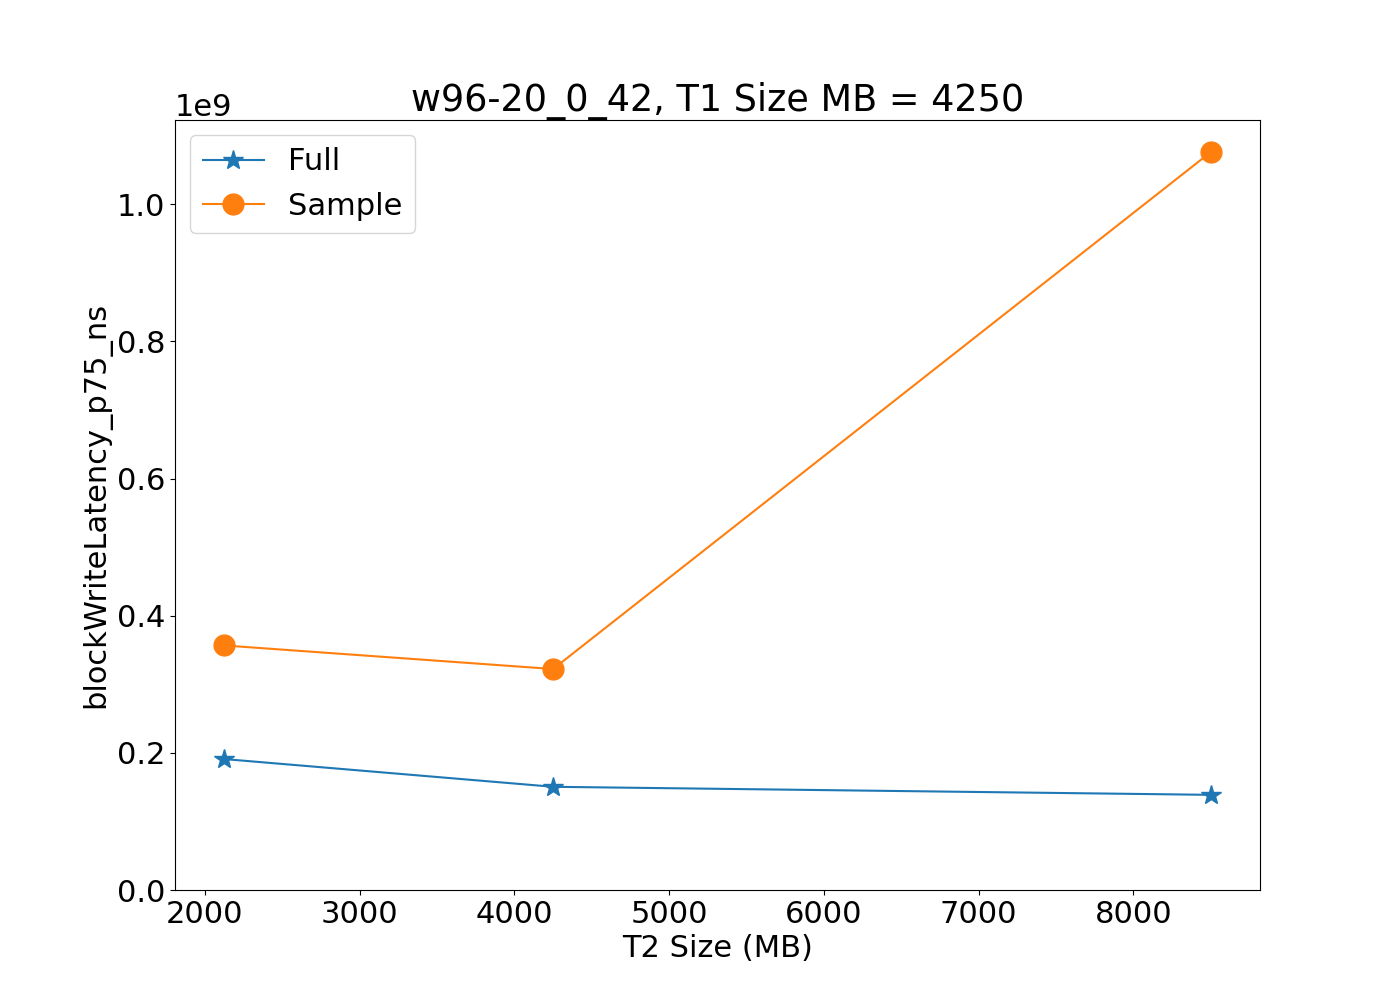 w96-20_0_42, T1 Size MB = 4250
1e9
Full
Sample
1.0
0.8
0.6
0.4
0.2
0.0
blockWriteLatency_p75_ns
2000 3000 4000 5000 6000 7000 8000
T2 Size (MB)